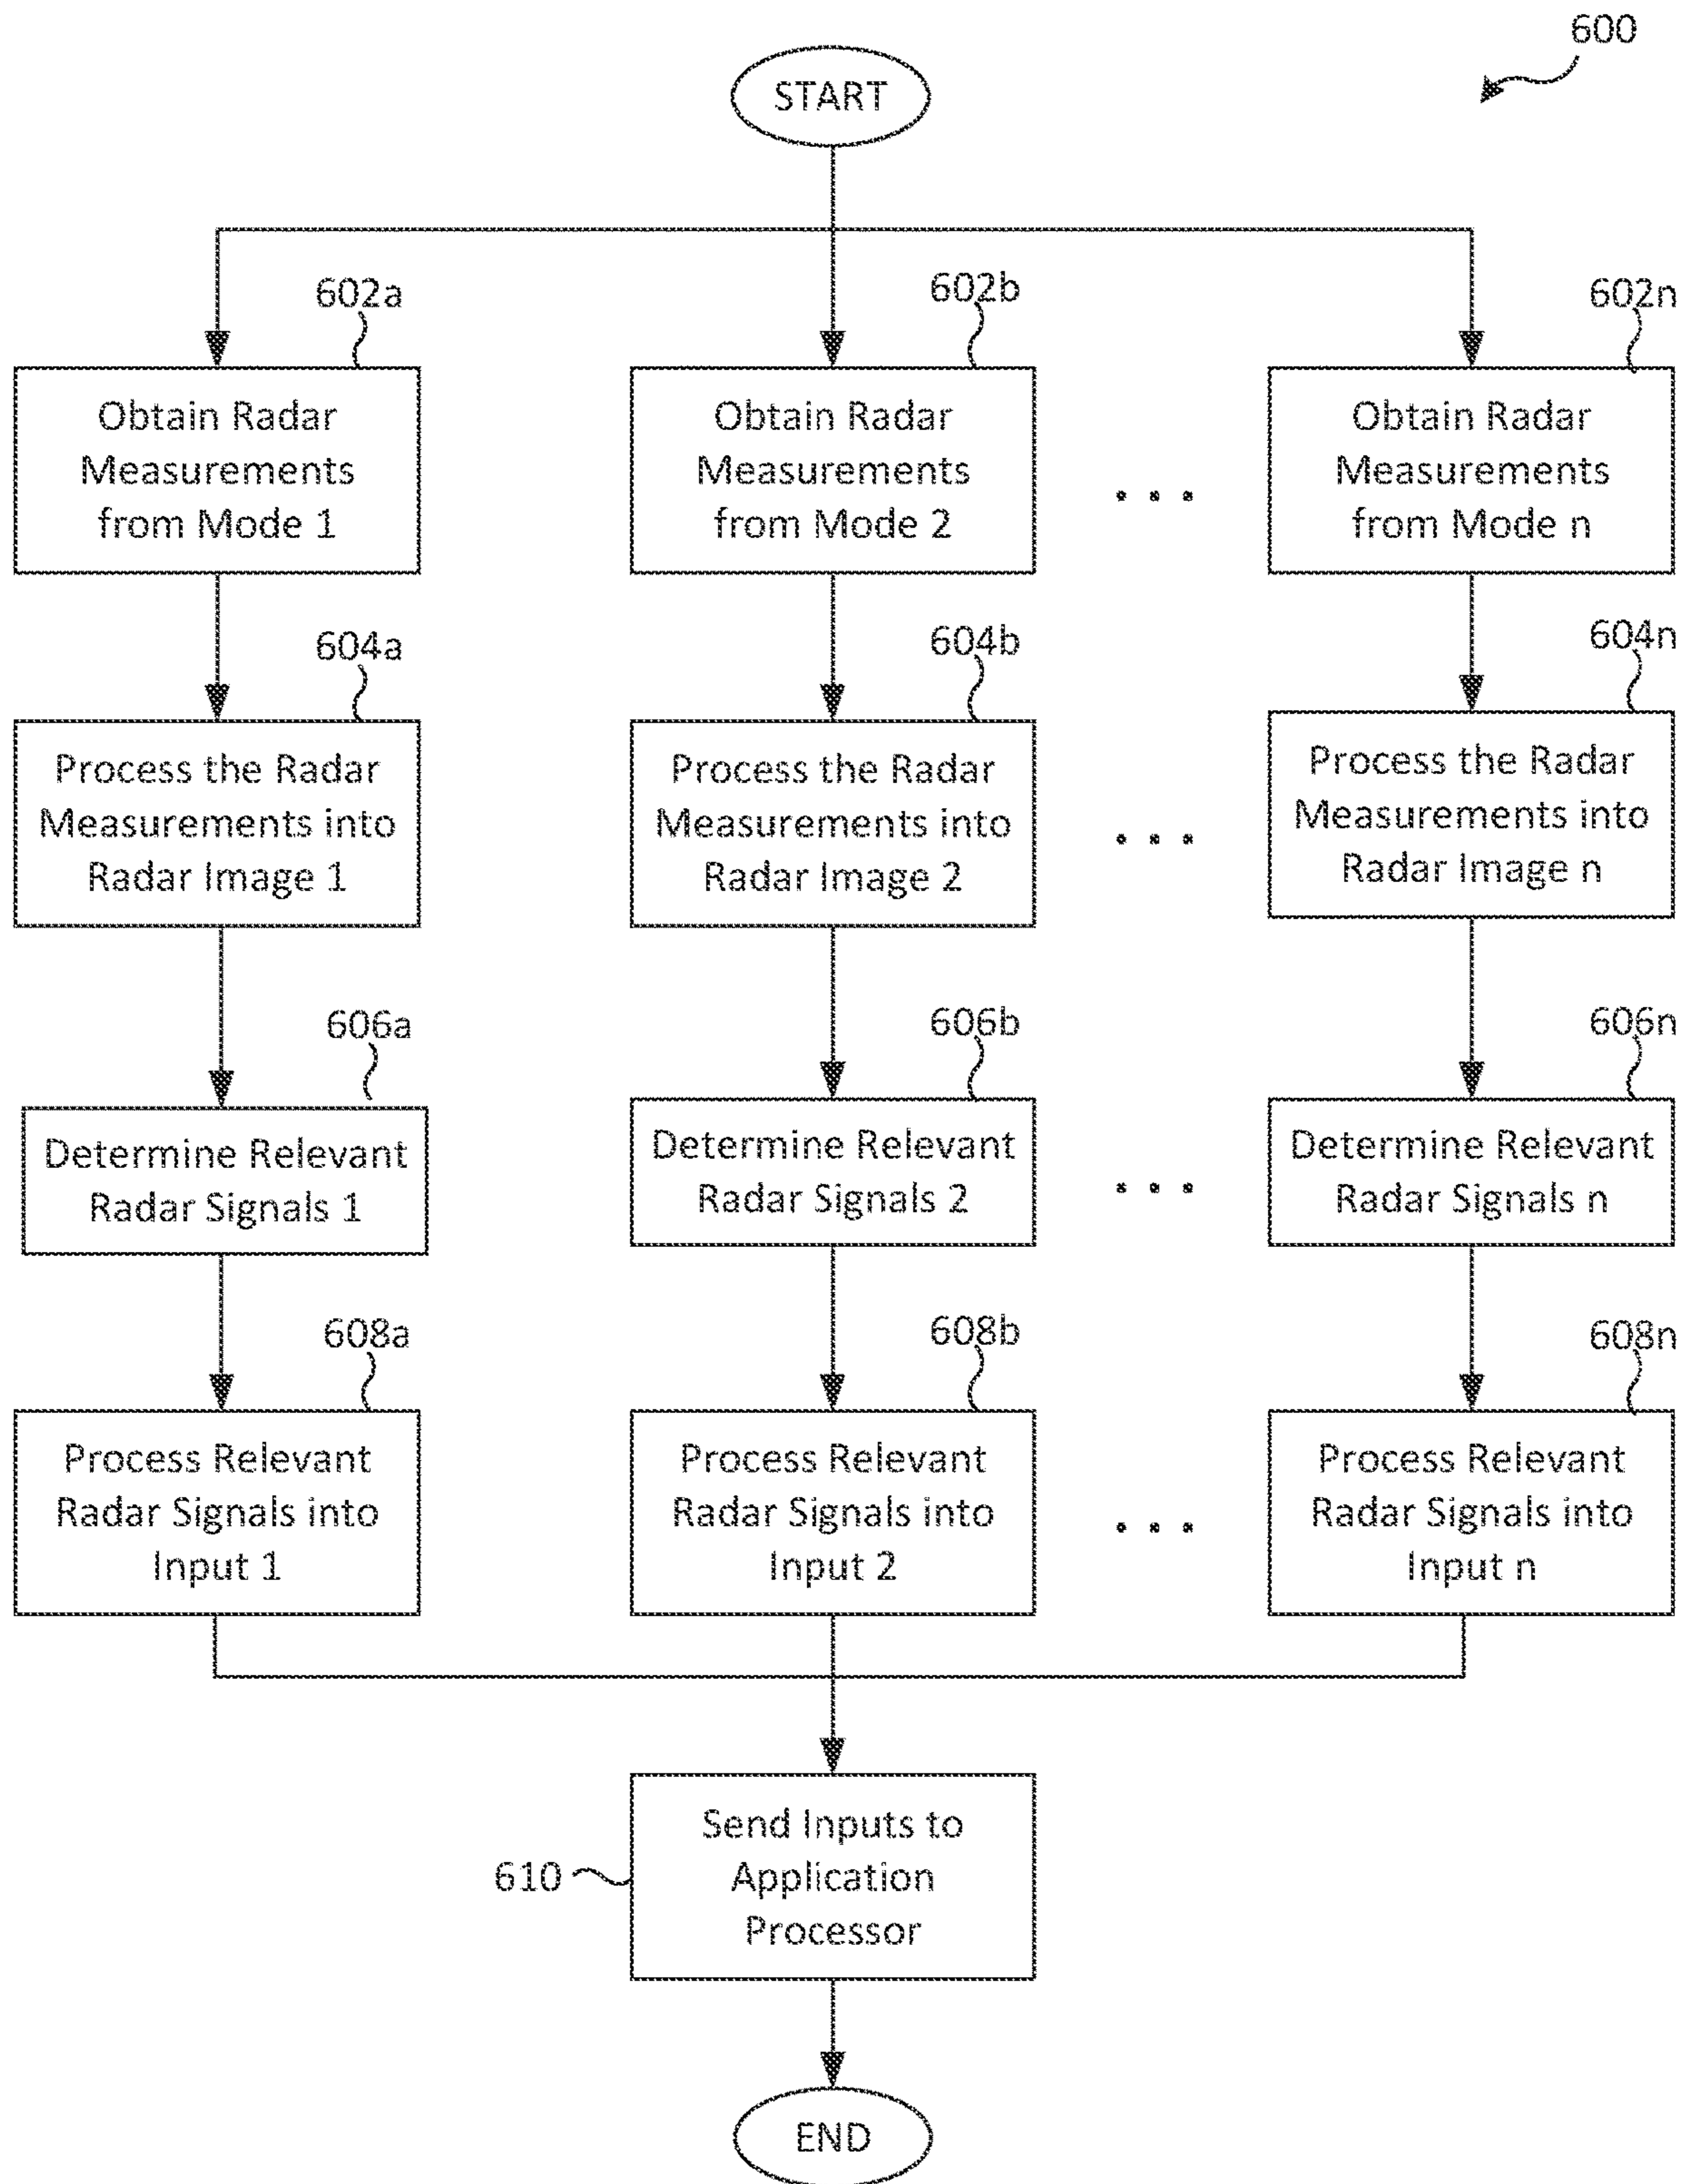 600
START
602a
602b
602n
Obtain Radar
Measurements
from Mode 1
Obtain Radar
Measurements
from Mode 2
. . .
Obtain Radar
Measurements
from Mode n
604a
604b
604n
Process the Radar
Measurements into
Radar Image 1
Process the Radar
Measurements into
Radar Image 2
. . .
Process the Radar
Measurements into
Radar Image n
606a
606b
606n
Determine Relevant
Radar Signals 1
Determine Relevant
Radar Signals 2
. . .
Determine Relevant
Radar Signals n
608a
608b
608n
Process Relevant
Radar Signals into
Input 1
Process Relevant
Radar Signals into
Input 2
. . .
Process Relevant
Radar Signals into
Input n
610
Send Inputs to
Application
Processor
END